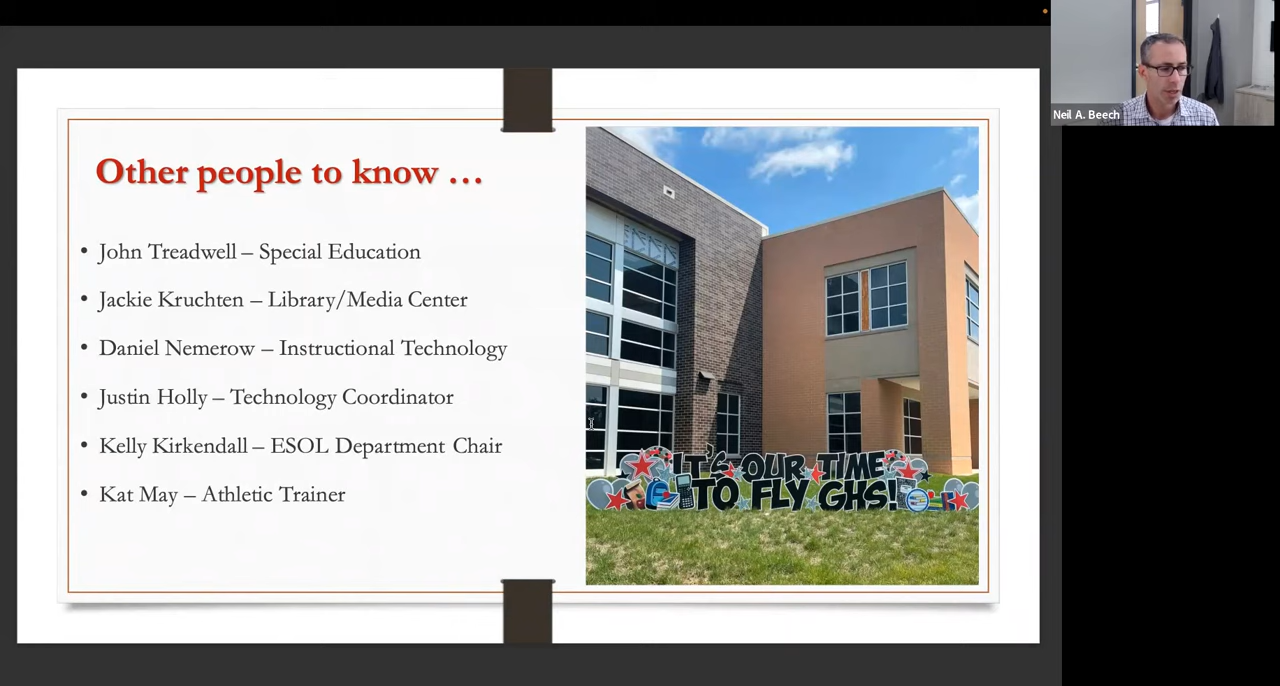 Other people to know …
• John Treadwell – Special Education
• Jackie Kruchten – Library/Media Center
• Daniel Nemerow – Instructional Technology
• Justin Holly – Technology Coordinator
• Kelly Kirkendall – ESOL Department Chair
• Kat May – Athletic Trainer
IT'S OUR TIME
TO FLY GHS!
Neil A. Beech